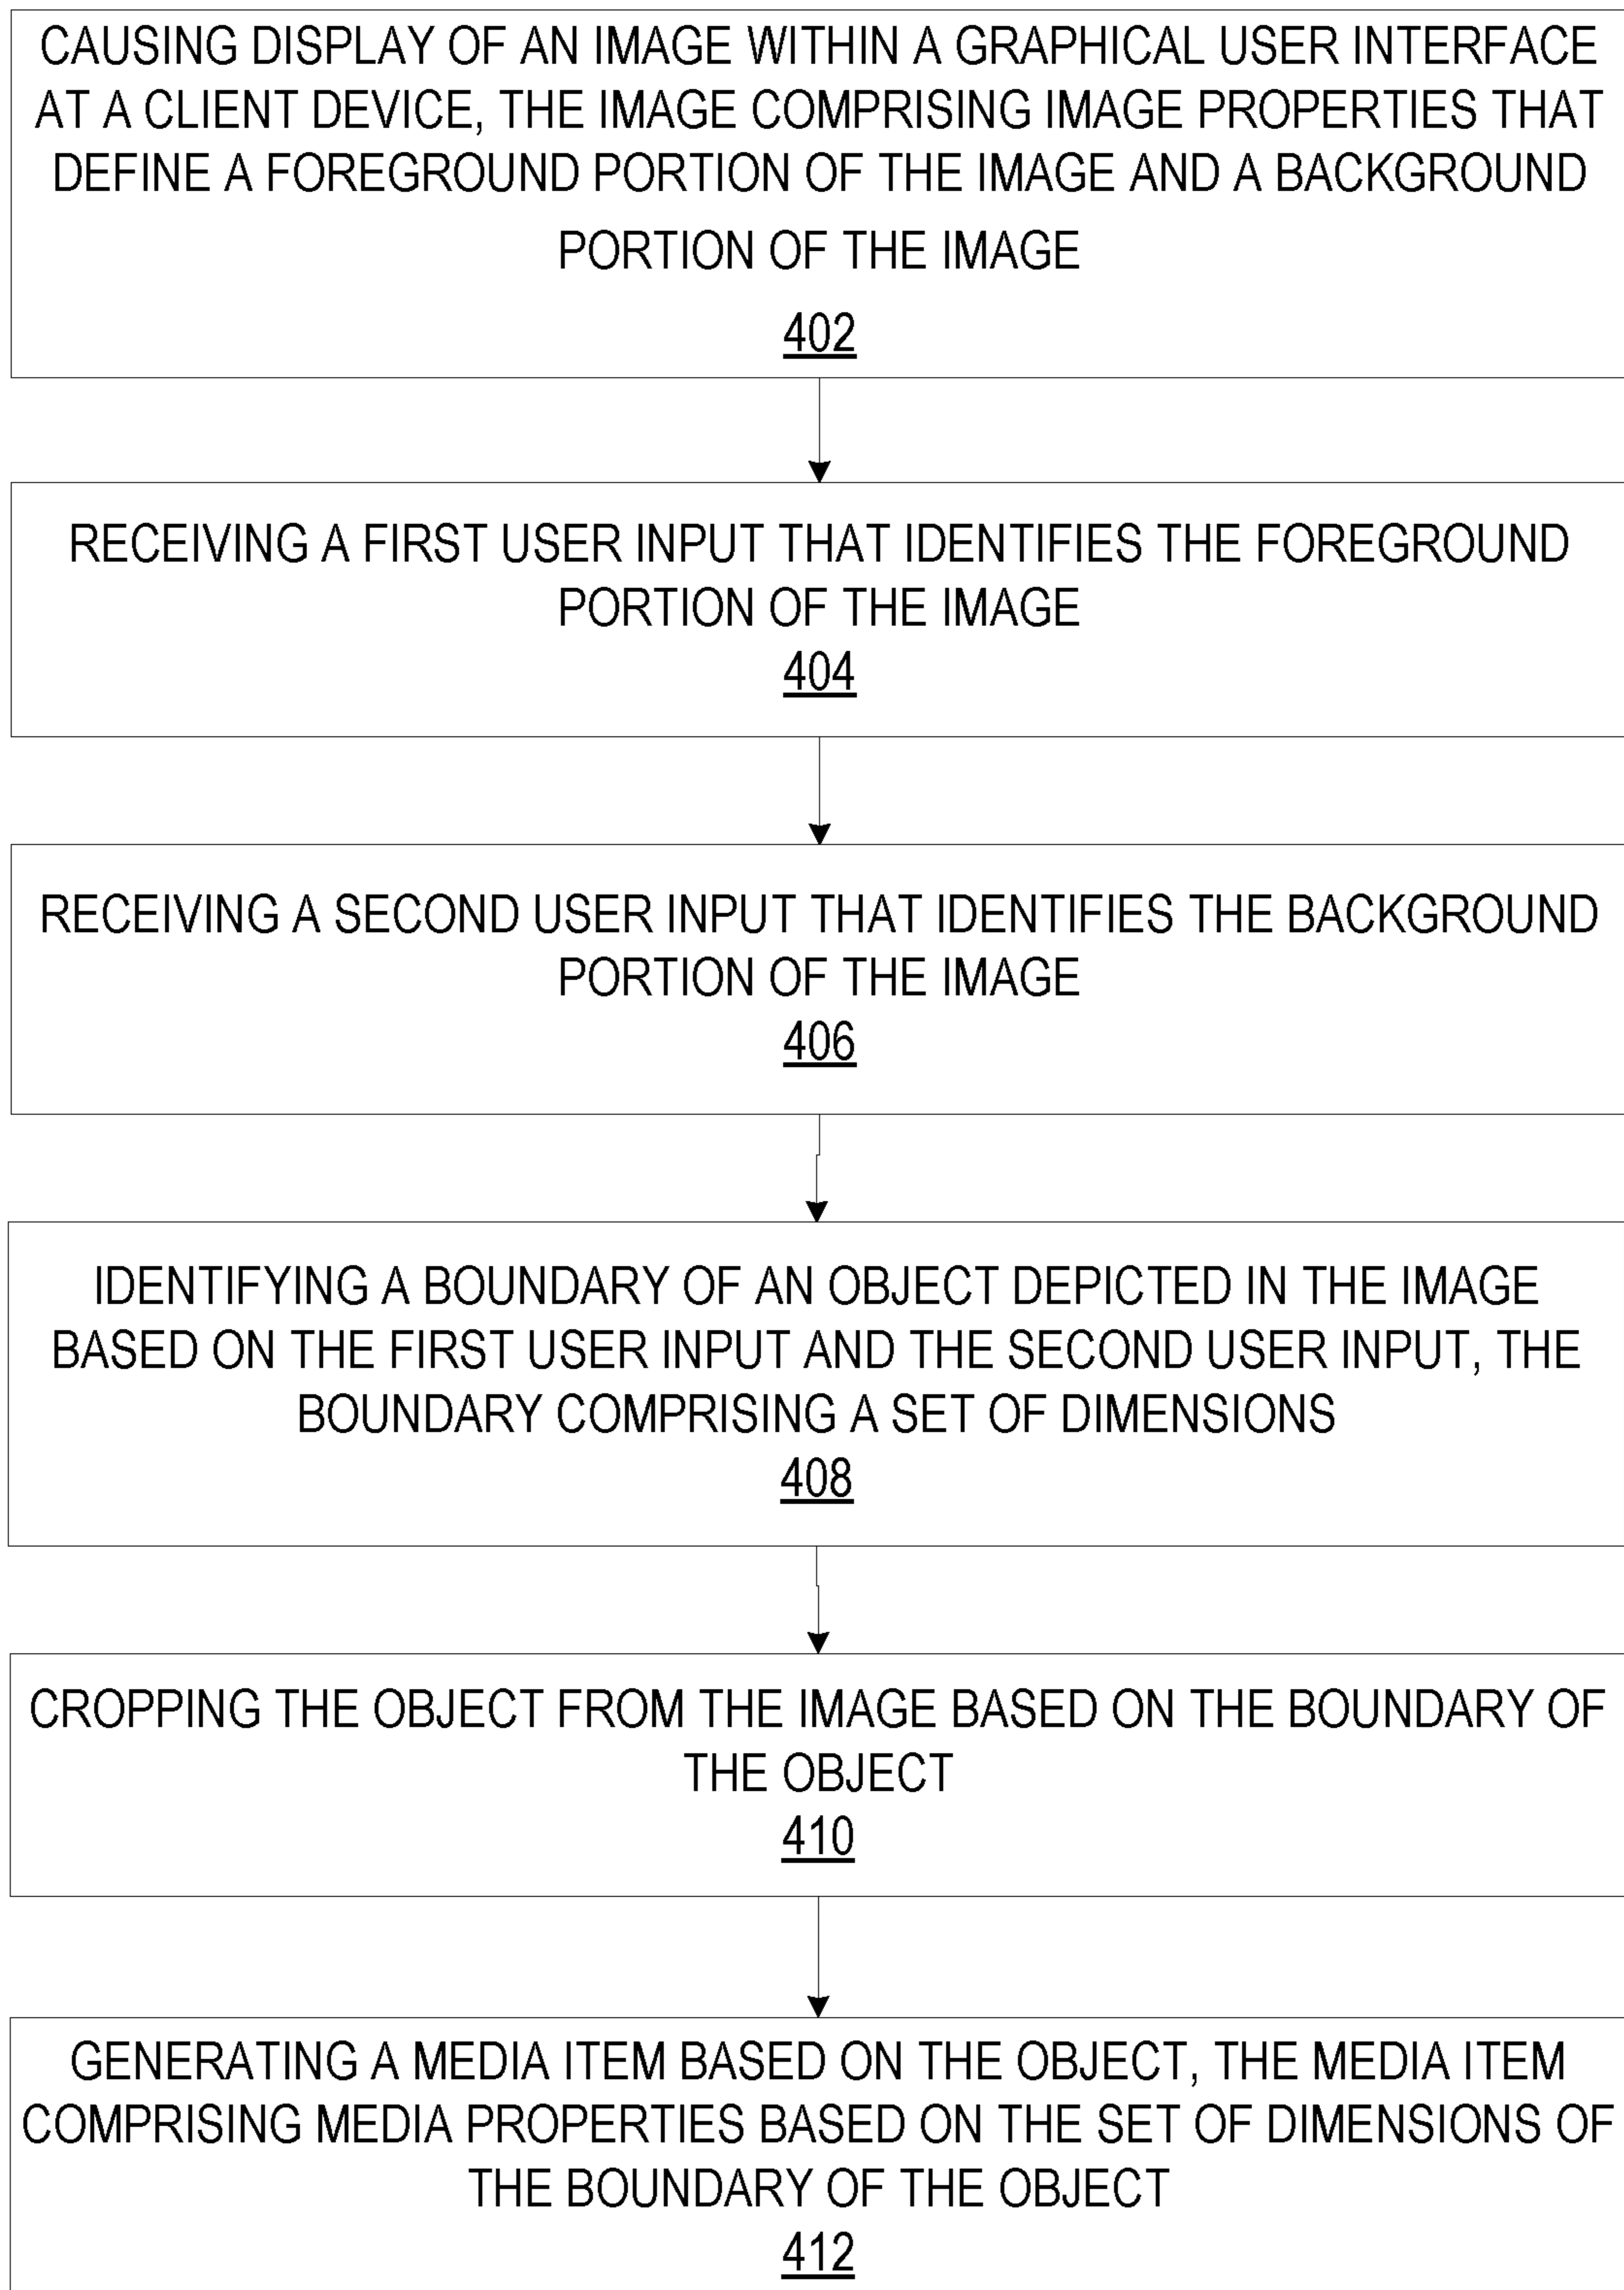 CAUSING DISPLAY OF AN IMAGE WITHIN A GRAPHICAL USER INTERFACE
AT A CLIENT DEVICE, THE IMAGE COMPRISING IMAGE PROPERTIES THAT
DEFINE A FOREGROUND PORTION OF THE IMAGE AND A BACKGROUND
PORTION OF THE IMAGE
402
RECEIVING A FIRST USER INPUT THAT IDENTIFIES THE FOREGROUND
PORTION OF THE IMAGE
404
RECEIVING A SECOND USER INPUT THAT IDENTIFIES THE BACKGROUND
PORTION OF THE IMAGE
406
IDENTIFYING A BOUNDARY OF AN OBJECT DEPICTED IN THE IMAGE
BASED ON THE FIRST USER INPUT AND THE SECOND USER INPUT, THE
BOUNDARY COMPRISING A SET OF DIMENSIONS
408
CROPPING THE OBJECT FROM THE IMAGE BASED ON THE BOUNDARY OF
THE OBJECT
410
GENERATING A MEDIA ITEM BASED ON THE OBJECT, THE MEDIA ITEM
COMPRISING MEDIA PROPERTIES BASED ON THE SET OF DIMENSIONS OF
THE BOUNDARY OF THE OBJECT
412